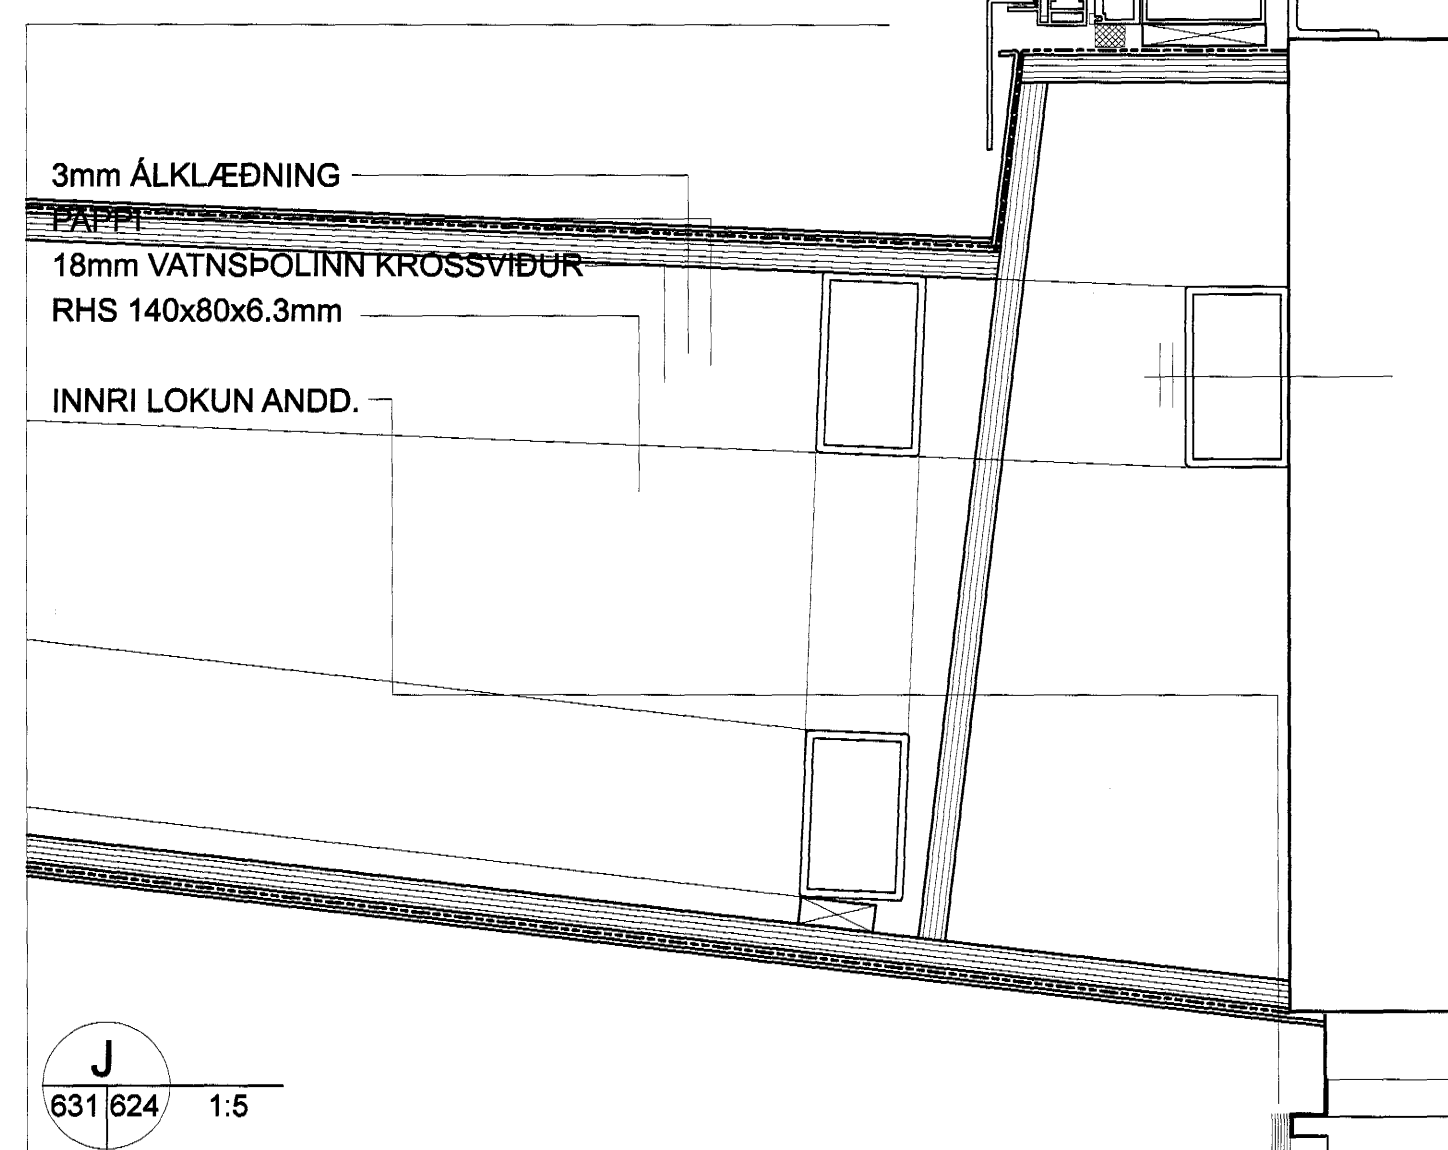 3mm ÁLKLÆÐNING
PAPPI
18mm VATNSÞOLINN KROSSVIÐUR
RHS 140x80x6.3mm
INNRI LOKUN ANDD.
J
631 624 1:5